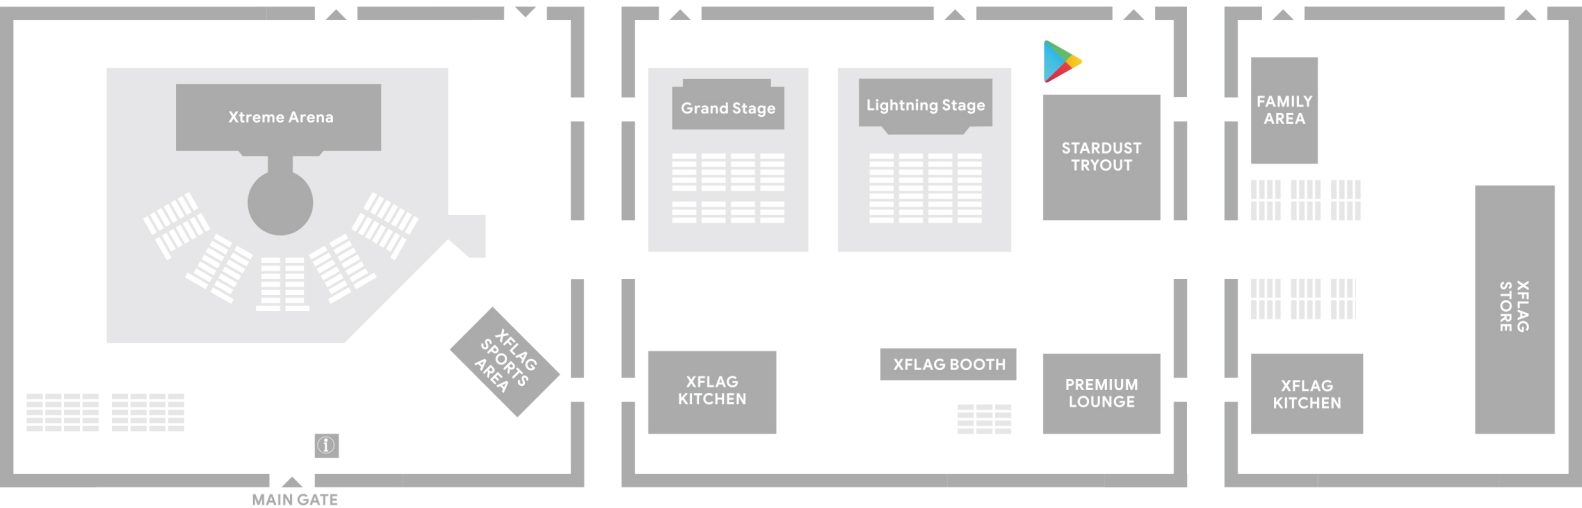 Xtreme Arena
Grand Stage
Lightning Stage
STARDUST
TRYOUT
FAMILY
AREA
XFLAG
SPORTS
AREA
XFLAG
KITCHEN
XFLAG BOOTH
PREMIUM
LOUNGE
XFLAG
KITCHEN
XFLAG
STORE
i
MAIN GATE